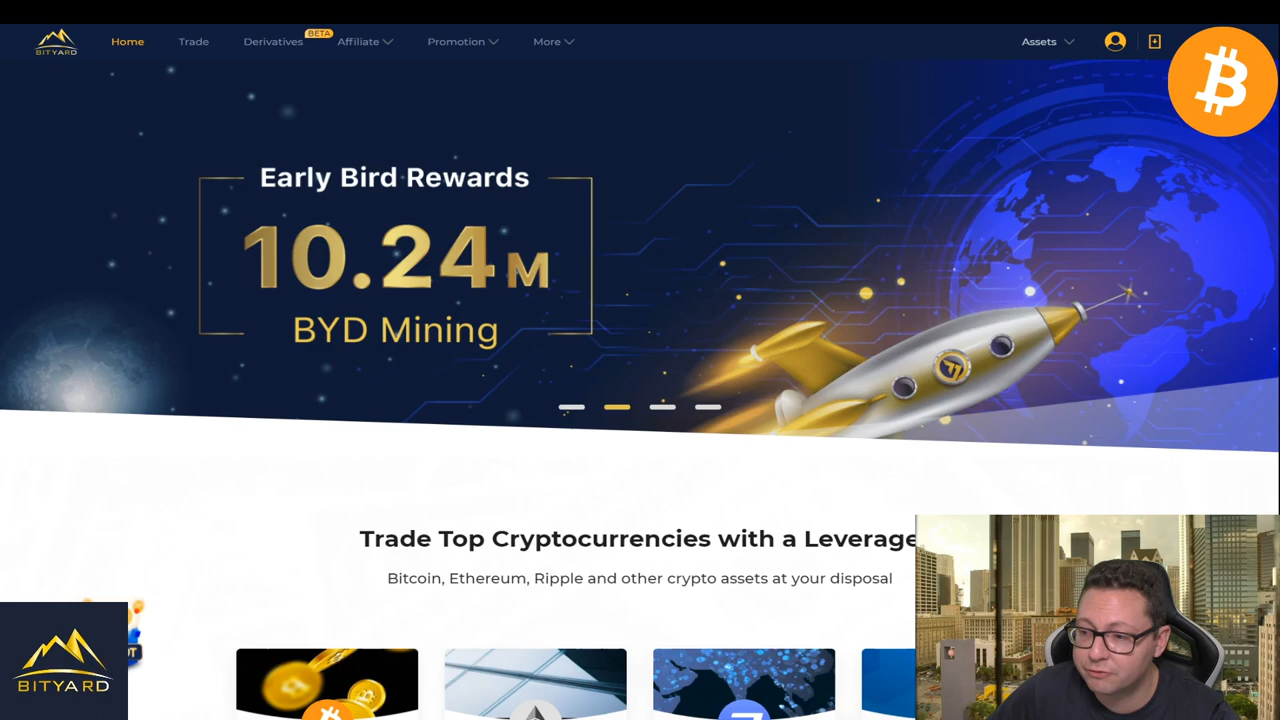 BITYARD
Home
Trade
Derivatives
BETA
Affiliate
Promotion
More
Assets
Early Bird Rewards
10.24 M
BYD Mining
Trade Top Cryptocurrencies with a Leverage
Bitcoin, Ethereum, Ripple and other crypto assets at your disposal
BITYARD